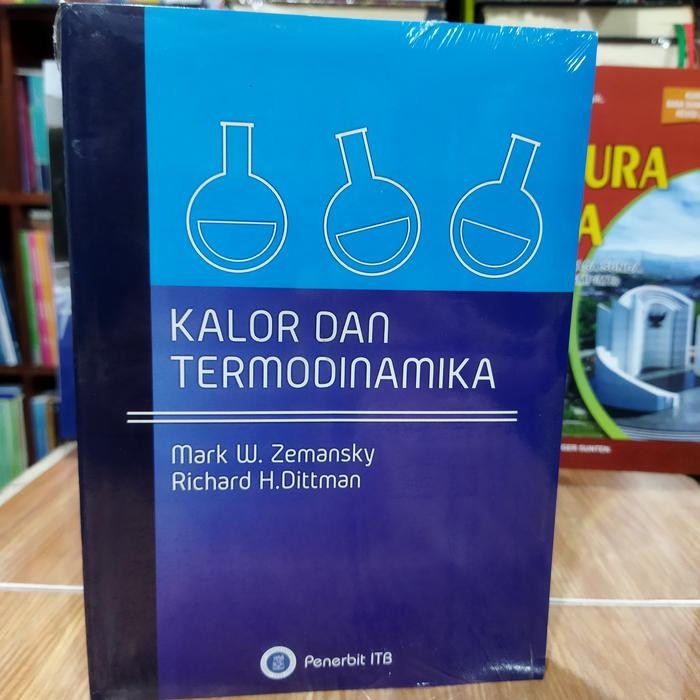 KALOR DAN
TERMODINAMIKA
Mark W. Zemansky
Richard H.Dittman
Penerbit ITB
URA
A